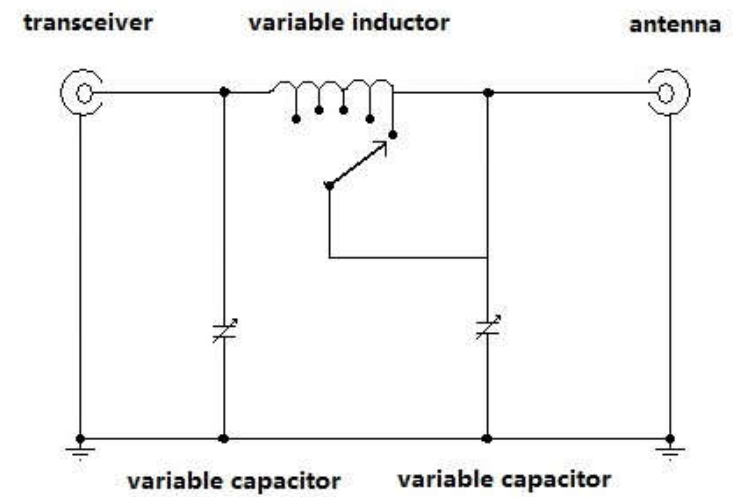 transceiver
variable inductor
antenna
variable capacitor
variable capacitor